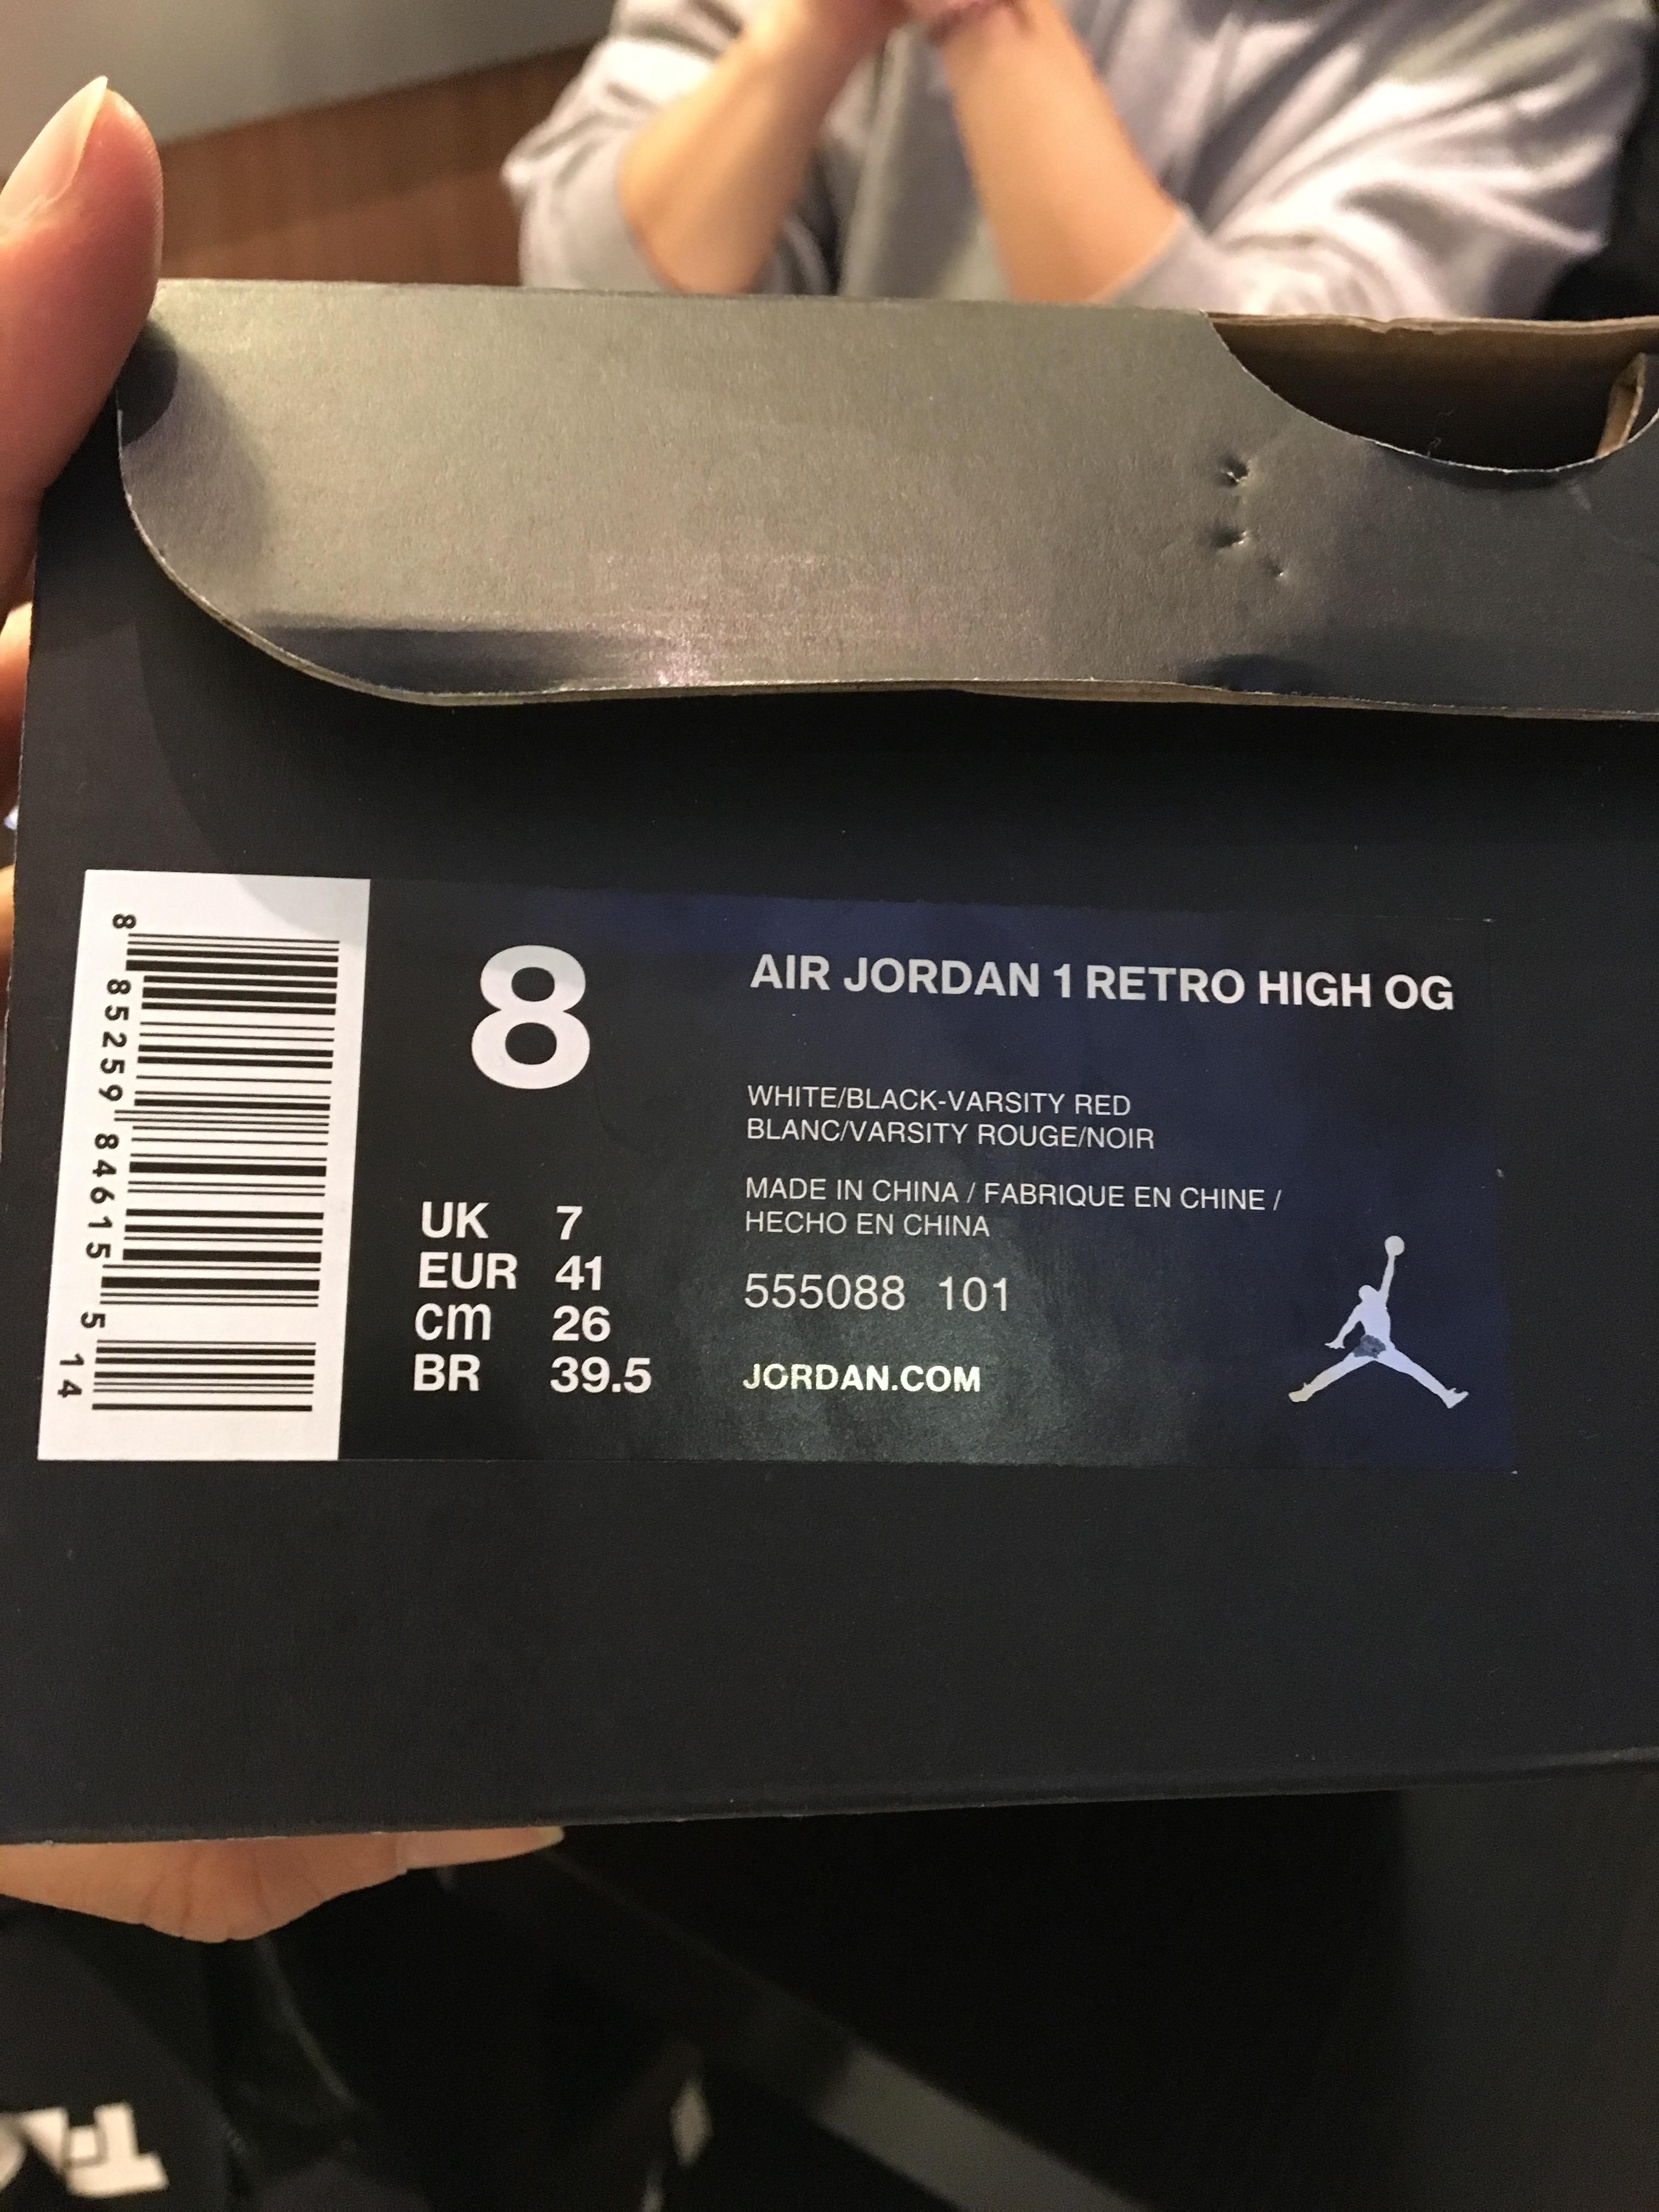 8 85259 84615 5 14
8
UK 7
EUR 41
cm 26
BR 39.5
AIR JORDAN 1 RETRO HIGH OG
WHITE/BLACK-VARSITY RED
BLANC/VARSITY ROUGE/NOIR
MADE IN CHINA / FABRIQUE EN CHINE /
HECHO EN CHINA
555088 101
JORDAN.COM